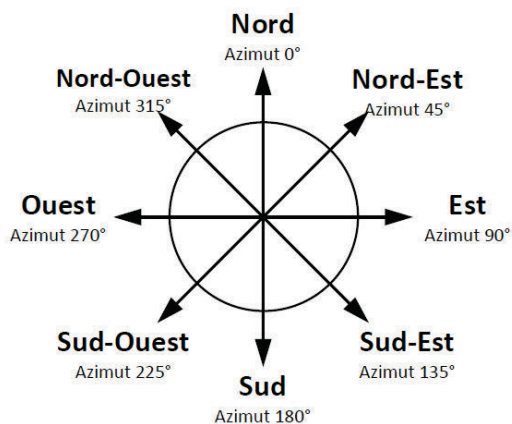 Nord
Azimut 0°
Nord-Ouest
Azimut 315°
Nord-Est
Azimut 45°
Ouest
Azimut 270°
Est
Azimut 90°
Sud-Ouest
Azimut 225°
Sud-Est
Azimut 135°
Sud
Azimut 180°